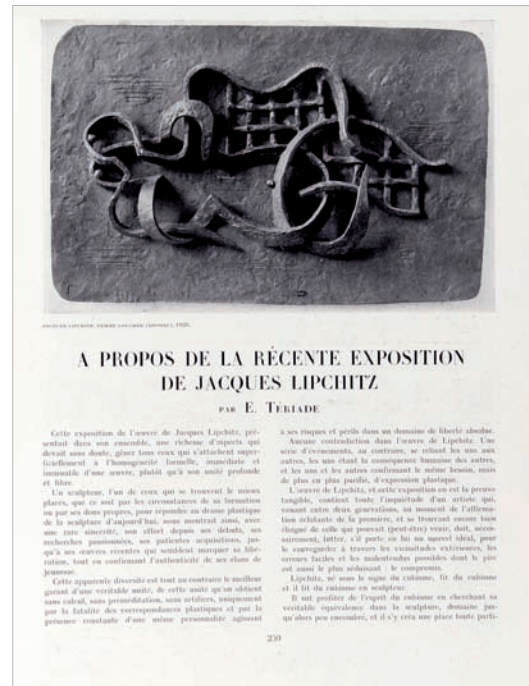 JACQUES LIPCHITZ. FEMME COUCHÉE (BRONZE), 1929.
A PROPOS DE LA RÉCENTE EXPOSITION
DE JACQUES LIPCHITZ
PAR E. TÉRIADE
Cette exposition de l'œuvre de Jacques Lipchitz, pré-
sentait dans son ensemble, une richesse d'aspects qui
devait sans doute, gêner tous ceux qui s'attachent super-
ficiellement à l'homogénéité formelle, immédiate et
inanimée d'une œuvre, plutôt qu'à son unité profonde
et libre.
Un sculpteur, l'un de ceux qui se trouvent le mieux
placés, que ce soit par les circonstances de sa formation
ou par ses dons propres, pour répondre au drame plastique
de la sculpture d'aujourd'hui, nous montrait ainsi, avec
une rare sincérité, son effort depuis ses débuts, ses
recherches passionnées, ses patientes acquisitions, jus-
qu'à ses œuvres récentes qui semblent marquer sa libé-
ration, tout en confirmant l'authenticité de ses élans de
jeunesse.
Cette apparente diversité est tout au contraire le meilleur
garant d'une véritable unité, de cette unité qu'on obtient
sans calcul, sans préméditation, sans artifices, uniquement
par la fatalité des correspondances plastiques et par la
présence constante d'une même personnalité agissant
à ses risques et périls dans un domaine de liberté absolue.
Aucune contradiction dans l'œuvre de Lipchitz. Une
série d'événements, au contraire, se reliant les uns aux
autres, les uns étant la conséquence humaine des autres,
et les uns et les autres confirmant le même besoin, mais
de plus en plus purifié, d'expression plastique.
L'œuvre de Lipchitz, et cette exposition en est la preuve
tangible, contient toute l'inquiétude d'un artiste qui,
venant entre deux générations, au moment de l'affirma-
tion éclatante de la première, et se trouvant encore bien
éloigné de celle qui pouvait (peut-être) venir, doit, néces-
sairement, lutter, s'il porte en lui un nouvel idéal, pour
le sauvegarder à travers les vicissitudes extérieures, les
erreurs faciles et les malentendus possibles dont le pire
est aussi le plus séduisant : le compromis.
Lipchitz, né sous le signe du cubisme, fit du cubisme
et il fit du cubisme en sculpteur.
Il sut profiter de l'esprit du cubisme en cherchant sa
véritable équivalence dans la sculpture, domaine jus-
qu'alors peu encombré, et il s'y créa une place toute parti-